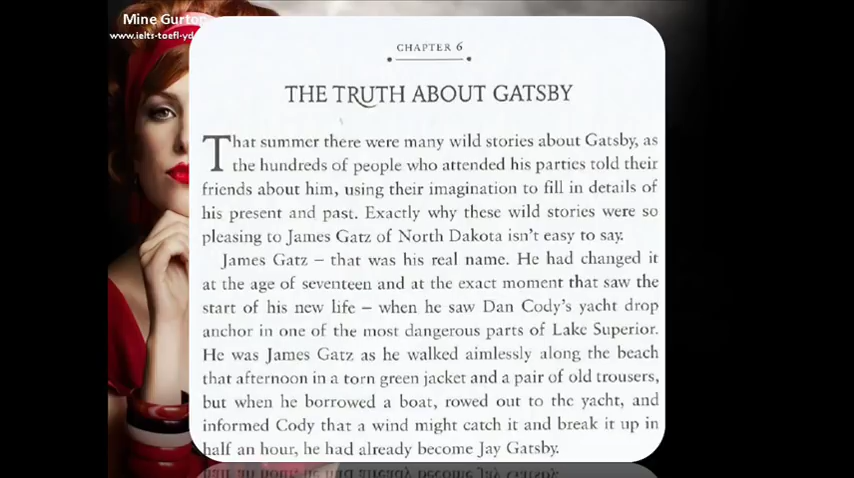 Mine Gurton
www.ielts-toefl-yd
CHAPTER 6
THE TRUTH ABOUT GATSBY
That summer there were many wild stories about Gatsby, as
the hundreds of people who attended his parties told their
friends about him, using their imagination to fill in details of
his present and past. Exactly why these wild stories were so
pleasing to James Gatz of North Dakota isn't easy to say.
James Gatz – that was his real name. He had changed it
at the age of seventeen and at the exact moment that saw the
start of his new life – when he saw Dan Cody's yacht drop
anchor in one of the most dangerous parts of Lake Superior.
He was James Gatz as he walked aimlessly along the beach
that afternoon in a torn green jacket and a pair of old trousers,
but when he borrowed a boat, rowed out to the yacht, and
informed Cody that a wind might catch it and break it up in
half an hour, he had already become Jay Gatsby.